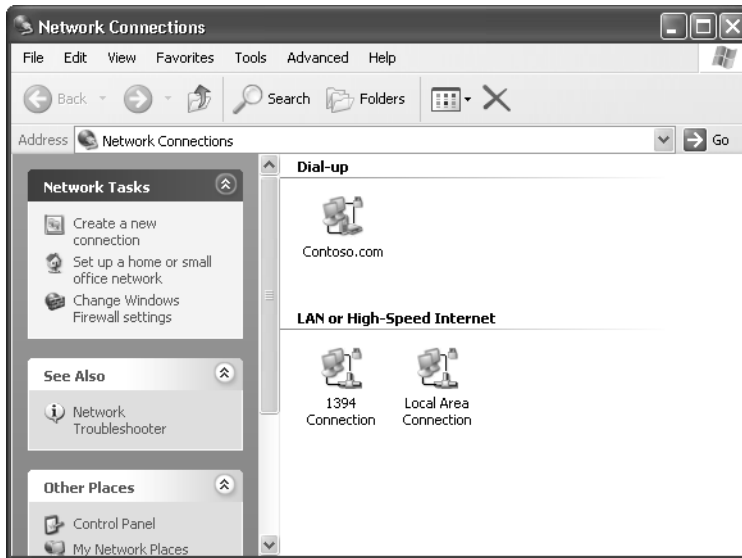 Network Connections
File Edit View Favorites Tools Advanced Help
Back Search Folders
Address Network Connections Go
Network Tasks
Create a new
connection
Set up a home or small
office network
Change Windows
Firewall settings
See Also
Network
Troubleshooter
Other Places
Control Panel
My Network Places
Dial-up
Contoso.com
LAN or High-Speed Internet
1394
Connection
Local Area
Connection